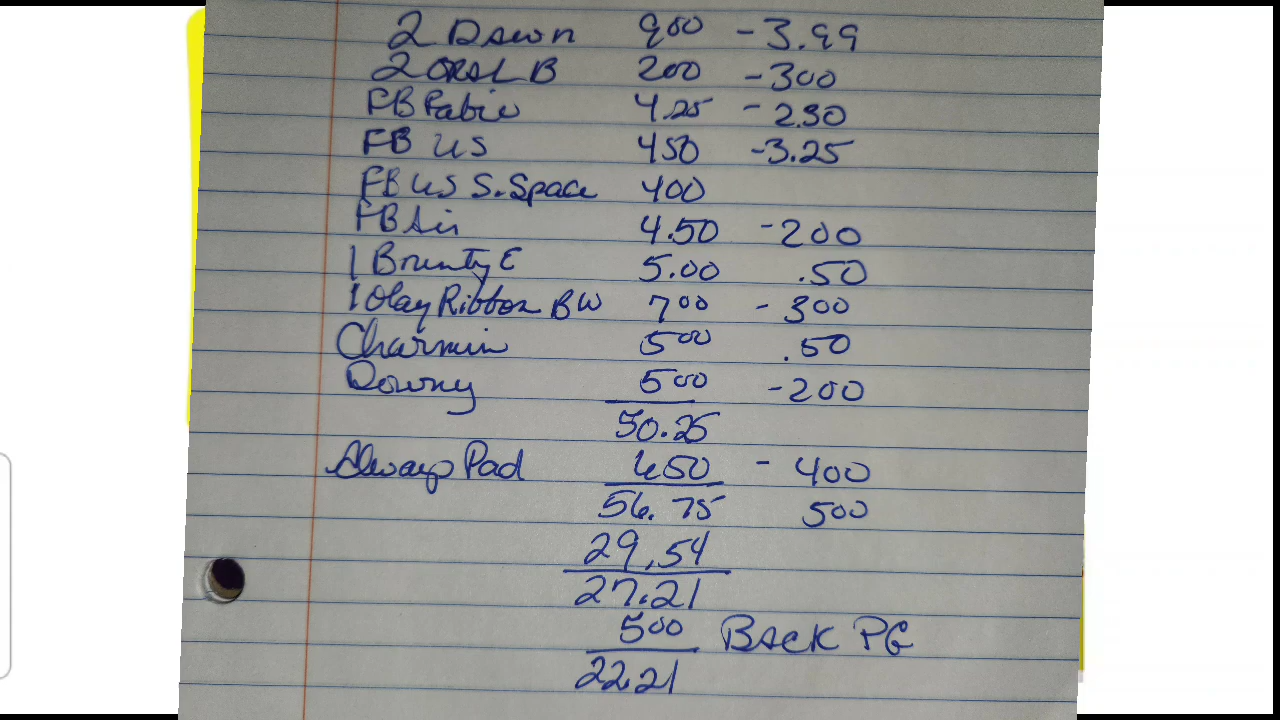 2 Dawn 900 -3.99
2 ORAL B 200 -300
FB Fabric 4.25 - 2.30
FB US 450 -3.25
FB US S. Space 400
FB Air 4.50 -200
1 Bounty E 5.00 .50
1 Olay Ribbon BW 700 - 300
Charmin 500 .50
Downy 500 -200
50.25
Always Pad 650 - 400
56.75 500
29.54
27.21
500 BACK PG
22.21